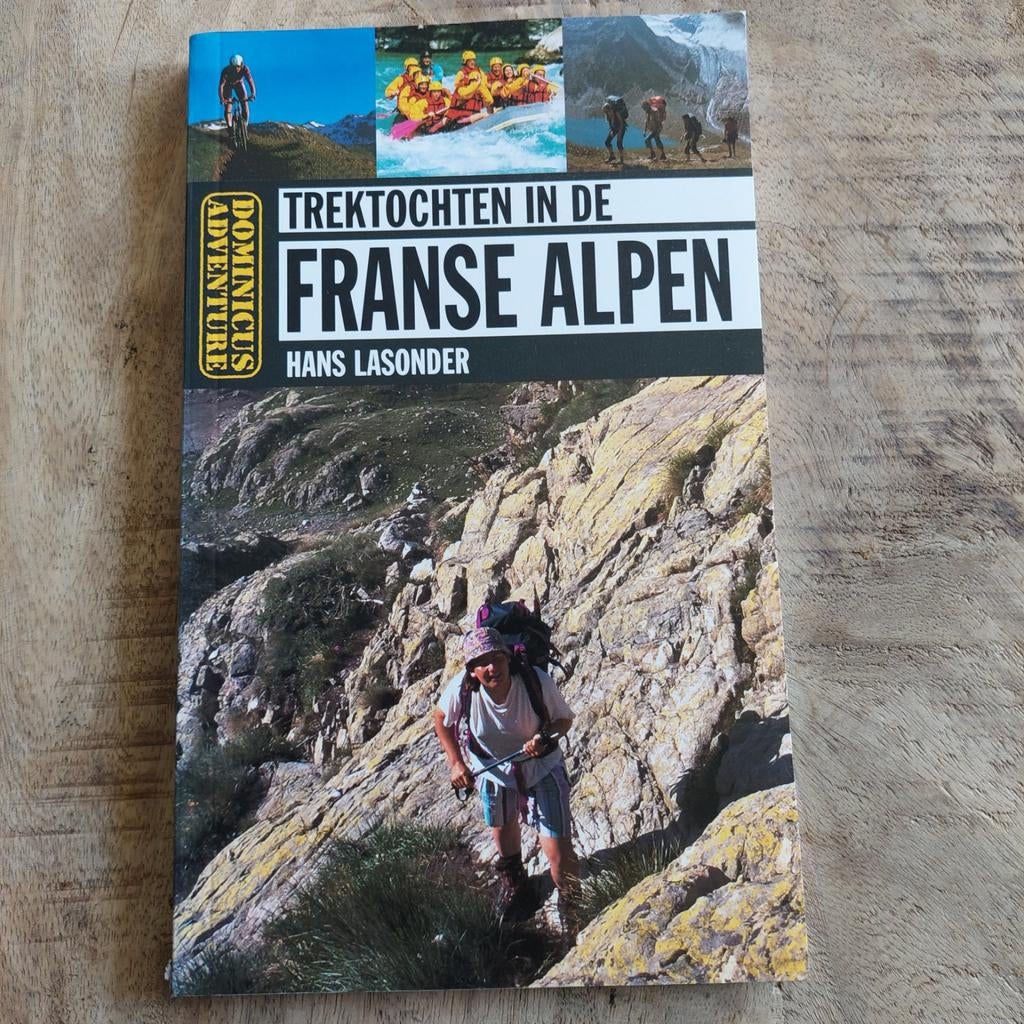 DOMINICUS
ADVENTURE
TREKTOCHTEN IN DE
FRANSE ALPEN
HANS LASONDER